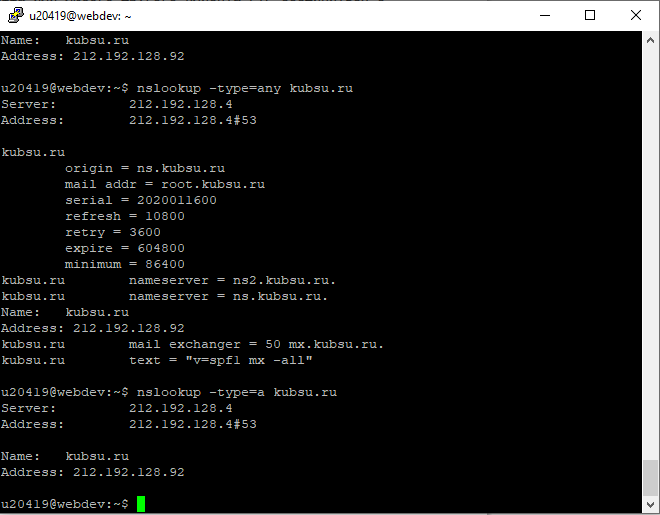 u20419@webdev: ~
Name:   kubsu.ru
Address: 212.192.128.92
u20419@webdev:~$ nslookup -type=any kubsu.ru
Server:         212.192.128.4
Address:        212.192.128.4#53
kubsu.ru
        origin = ns.kubsu.ru
        mail addr = root.kubsu.ru
        serial = 2020011600
        refresh = 10800
        retry = 3600
        expire = 604800
        minimum = 86400
kubsu.ru        nameserver = ns2.kubsu.ru.
kubsu.ru        nameserver = ns.kubsu.ru.
Name:   kubsu.ru
Address: 212.192.128.92
kubsu.ru        mail exchanger = 50 mx.kubsu.ru.
kubsu.ru        text = "v=spf1 mx -all"
u20419@webdev:~$ nslookup -type=a kubsu.ru
Server:         212.192.128.4
Address:        212.192.128.4#53
Name:   kubsu.ru
Address: 212.192.128.92
u20419@webdev:~$